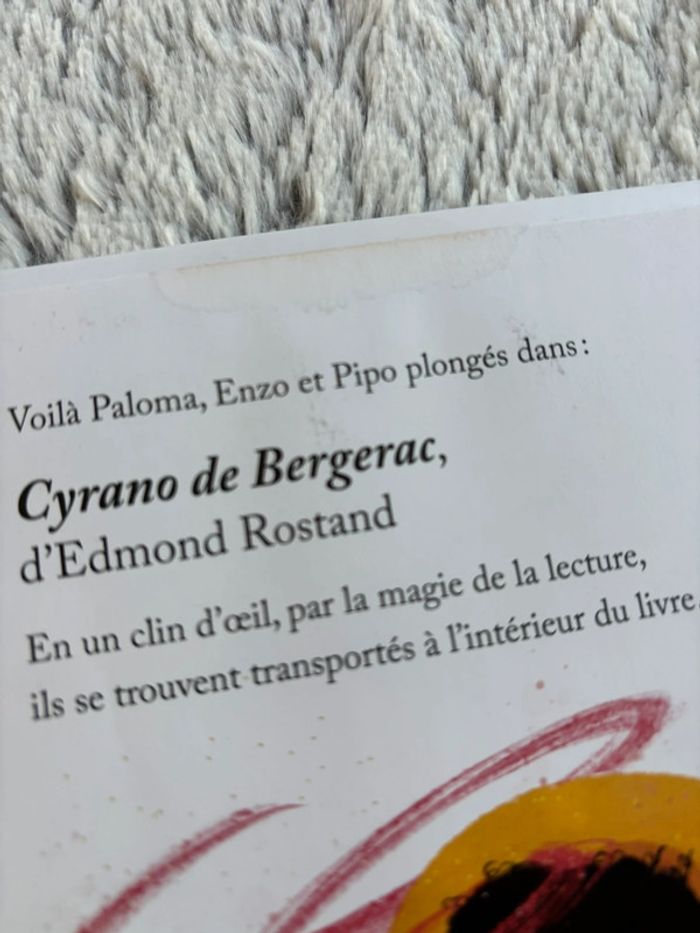 Voilà Paloma, Enzo et Pipo plongés dans :
Cyrano de Bergerac,
d'Edmond Rostand
En un clin d'œil, par la magie de la lecture,
ils se trouvent transportés à l'intérieur du livre.